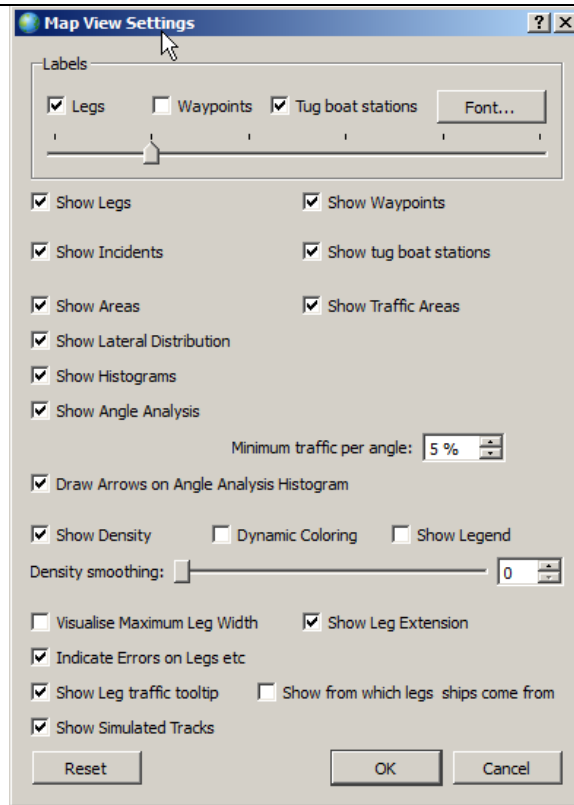 Map View Settings
Labels
Legs Waypoints Tug boat stations Font...
Show Legs Show Waypoints
Show Incidents Show tug boat stations
Show Areas Show Traffic Areas
Show Lateral Distribution
Show Histograms
Show Angle Analysis
Minimum traffic per angle: 5 %
Draw Arrows on Angle Analysis Histogram
Show Density Dynamic Coloring Show Legend
Density smoothing: 0
Visualise Maximum Leg Width Show Leg Extension
Indicate Errors on Legs etc
Show Leg traffic tooltip Show from which legs ships come from
Show Simulated Tracks
Reset OK Cancel